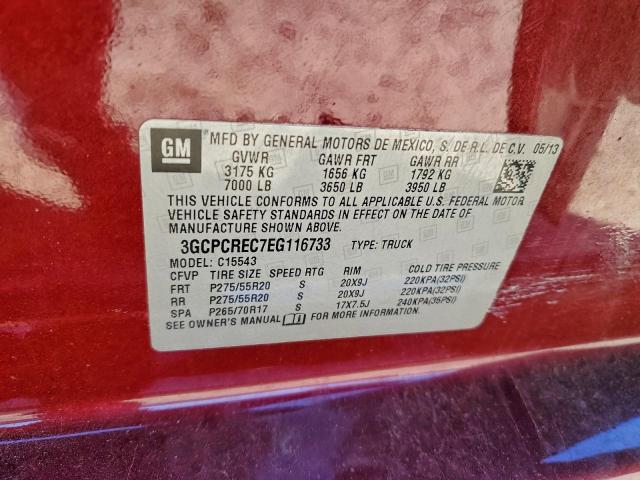 GM
MFD BY GENERAL MOTORS DE MEXICO, S. DE R.L. DE C.V. 05/13
GVWR GAWR FRT GAWR RR
3175 KG 1656 KG 1792 KG
7000 LB 3650 LB 3950 LB
THIS VEHICLE CONFORMS TO ALL APPLICABLE U.S. FEDERAL MOTOR
VEHICLE SAFETY STANDARDS IN EFFECT ON THE DATE OF
MANUFACTURE SHOWN ABOVE.
3GCPCREC7EG116733 TYPE: TRUCK
MODEL: C15543
CFVP TIRE SIZE SPEED RTG RIM COLD TIRE PRESSURE
FRT P275/55R20 S 20X9J 220KPA(32PSI)
RR P275/55R20 S 20X9J 220KPA(32PSI)
SPA P265/70R17 S 17X7.5J 240KPA(35PSI)
SEE OWNER'S MANUAL FOR MORE INFORMATION.